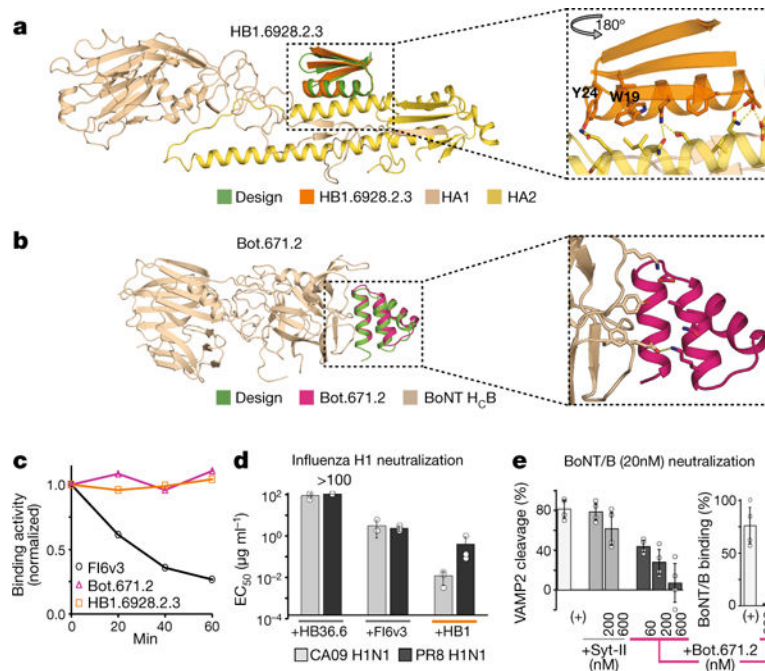 a
HB1.6928.2.3
180°
Y24
W19
Design HB1.6928.2.3 HA1 HA2
b
Bot.671.2
Design Bot.671.2 BoNT HCB
c
Binding activity
(normalized)
1.0
0.5
0.0
0 20 40 60
Min
FI6v3
Bot.671.2
HB1.6928.2.3
d
Influenza H1 neutralization
>100
EC50 (μg ml−1)
10²
10⁰
10−2
10−4
+HB36.6 +FI6v3 +HB1
CA09 H1N1 PR8 H1N1
e
BoNT/B (20nM) neutralization
VAMP2 cleavage (%)
80
40
0
(+)
200
600
60
200
600
+Syt-II
(nM)
+Bot.671.2
(nM)
BoNT/B binding (%)
100
50
0
(+)